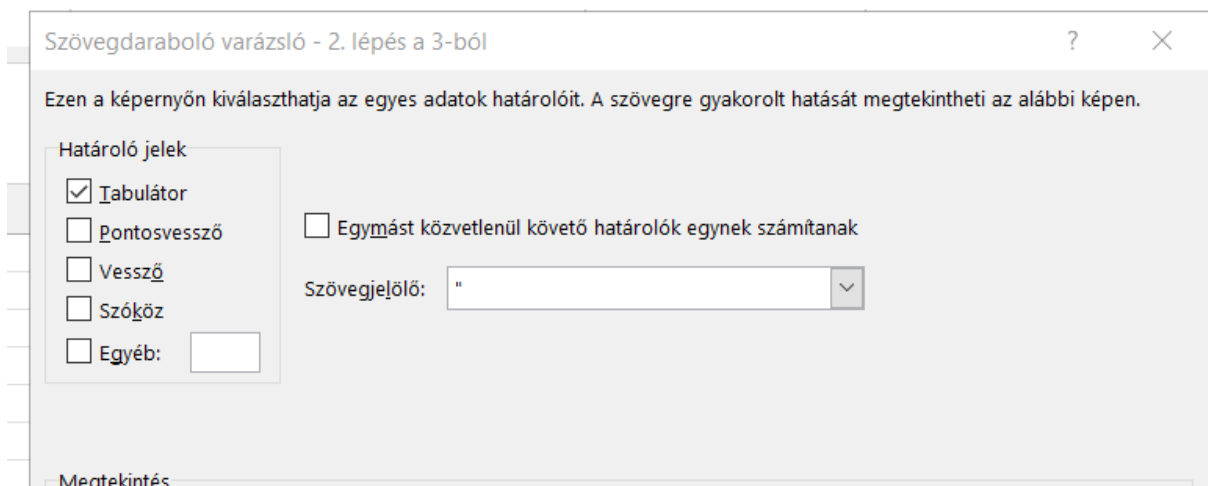 Szövegdaraboló varázsló - 2. lépés a 3-ból
Ezen a képernyőn kiválaszthatja az egyes adatok határolóit. A szövegre gyakorolt hatását megtekintheti az alábbi képen.
Határoló jelek
Tabulátor
Pontosvessző
Egymást közvetlenül követő határolók egynek számítanak
Vessző
Szövegjelölő: "
Szóköz
Egyéb:
Megtekintés